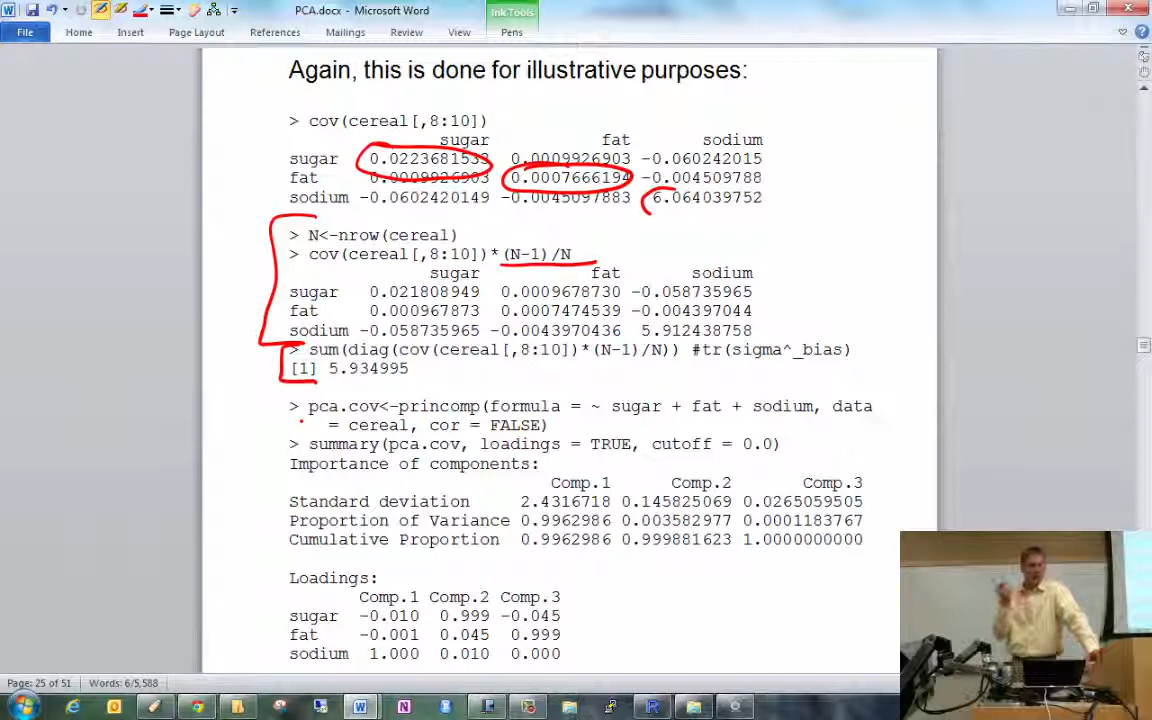 PCA.docx - Microsoft Word
Ink Tools
File Home Insert Page Layout References Mailings Review View Pens
Again, this is done for illustrative purposes:
> cov(cereal[,8:10])
sugar fat sodium
sugar 0.0223681533 0.0009926903 -0.060242015
fat 0.0009926903 0.0007666194 -0.004509788
sodium -0.0602420149 -0.0045097883 6.064039752
> N<-nrow(cereal)
> cov(cereal[,8:10])*(N-1)/N
sugar fat sodium
sugar 0.021808949 0.0009678730 -0.058735965
fat 0.000967873 0.0007474539 -0.004397044
sodium -0.058735965 -0.0043970436 5.912438758
> sum(diag(cov(cereal[,8:10])*(N-1)/N)) #tr(sigma^_bias)
[1] 5.934995
> pca.cov<-princomp(formula = ~ sugar + fat + sodium, data
= cereal, cor = FALSE)
> summary(pca.cov, loadings = TRUE, cutoff = 0.0)
Importance of components:
Comp.1 Comp.2 Comp.3
Standard deviation 2.4316718 0.145825069 0.0265059505
Proportion of Variance 0.9962986 0.003582977 0.0001183767
Cumulative Proportion 0.9962986 0.999881623 1.0000000000
Loadings:
Comp.1 Comp.2 Comp.3
sugar -0.010 0.999 -0.045
fat -0.001 0.045 0.999
sodium 1.000 0.010 0.000
Page: 25 of 51 Words: 6/5,588